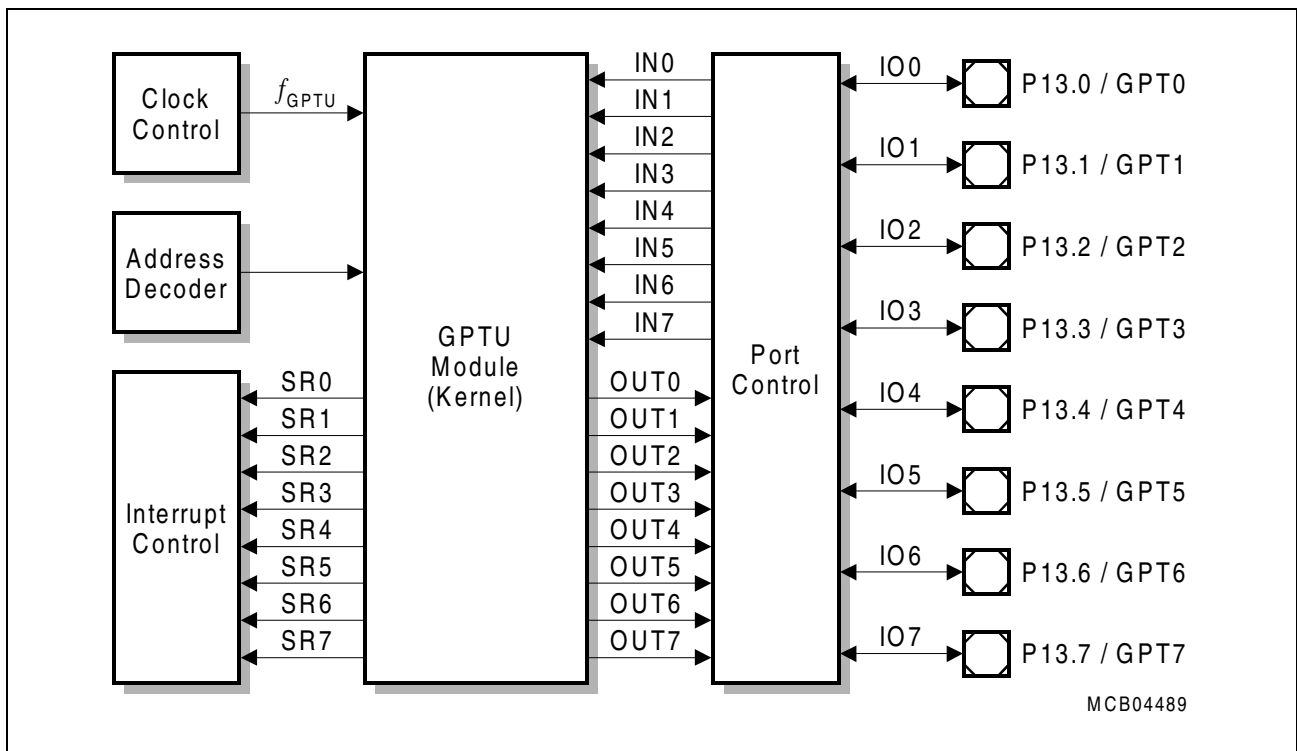 Clock
Control
fGPTU
Address
Decoder
Interrupt
Control
SR0
SR1
SR2
SR3
SR4
SR5
SR6
SR7
GPTU
Module
(Kernel)
IN0
IN1
IN2
IN3
IN4
IN5
IN6
IN7
OUT0
OUT1
OUT2
OUT3
OUT4
OUT5
OUT6
OUT7
Port
Control
IO0
P13.0 / GPT0
IO1
P13.1 / GPT1
IO2
P13.2 / GPT2
IO3
P13.3 / GPT3
IO4
P13.4 / GPT4
IO5
P13.5 / GPT5
IO6
P13.6 / GPT6
IO7
P13.7 / GPT7
MCB04489